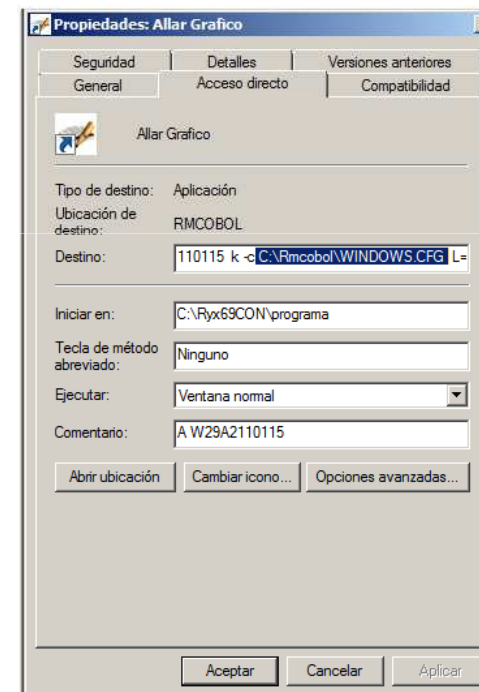 Propiedades: Allar Grafico
Seguridad Detalles Versiones anteriores
General Acceso directo Compatibilidad
Allar Grafico
Tipo de destino: Aplicación
Ubicación de
destino: RMCOBOL
Destino: 110115 k -c C:\Rmcobol\WINDOWS.CFG L=
Iniciar en: C:\Ryx69CON\programa
Tecla de método
abreviado: Ninguno
Ejecutar: Ventana normal
Comentario: A W29A2110115
Abrir ubicación Cambiar icono... Opciones avanzadas...
Aceptar Cancelar Aplicar